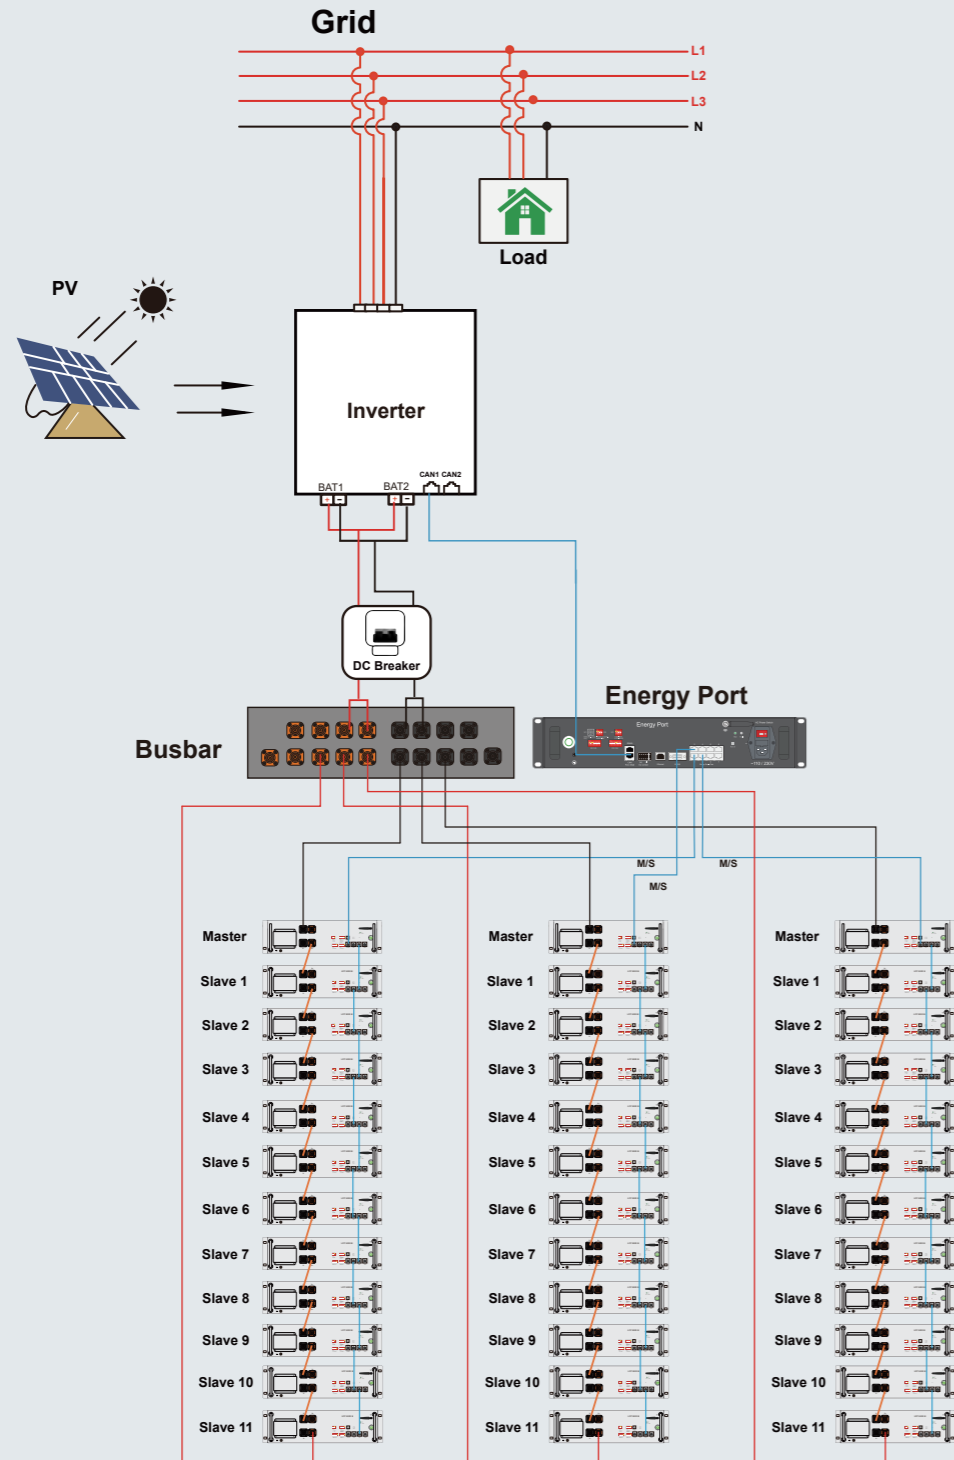 Grid
L1
L2
L3
N
Load
PV
Inverter
CAN1 CAN2
BAT1
BAT2
+ − + −
DC Breaker
Energy Port
Busbar
Energy Port
~110 / 230V
M/S
M/S
M/S
Master Master Master
Slave 1 Slave 1 Slave 1
Slave 2 Slave 2 Slave 2
Slave 3 Slave 3 Slave 3
Slave 4 Slave 4 Slave 4
Slave 5 Slave 5 Slave 5
Slave 6 Slave 6 Slave 6
Slave 7 Slave 7 Slave 7
Slave 8 Slave 8 Slave 8
Slave 9 Slave 9 Slave 9
Slave 10 Slave 10 Slave 10
Slave 11 Slave 11 Slave 11